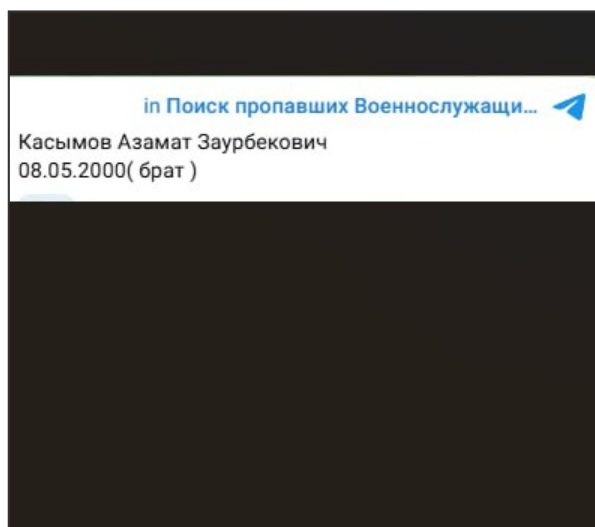 in Поиск пропавших Военнослужащи...
Касымов Азамат Заурбекович
08.05.2000( брат )